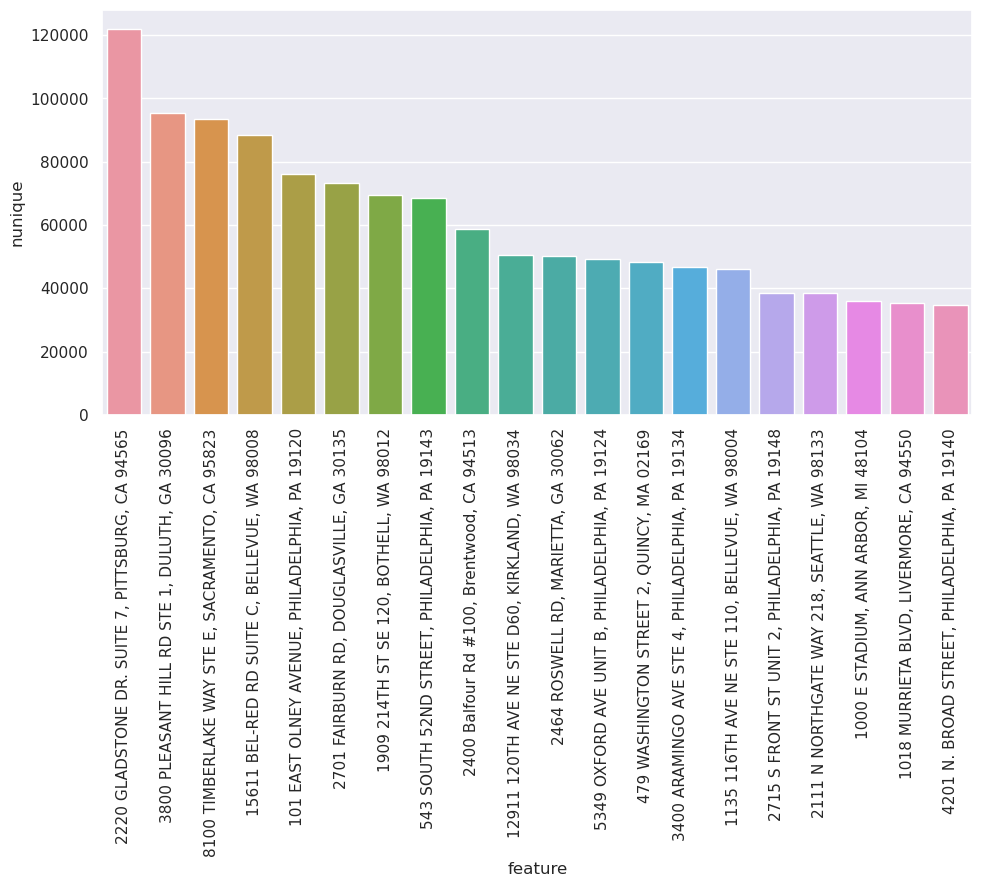 120000
100000
80000
60000
40000
20000
0
nunique
2220 GLADSTONE DR. SUITE 7, PITTSBURG, CA 94565
3800 PLEASANT HILL RD STE 1, DULUTH, GA 30096
8100 TIMBERLAKE WAY STE E, SACRAMENTO, CA 95823
15611 BEL-RED RD SUITE C, BELLEVUE, WA 98008
101 EAST OLNEY AVENUE, PHILADELPHIA, PA 19120
2701 FAIRBURN RD, DOUGLASVILLE, GA 30135
1909 214TH ST SE 120, BOTHELL, WA 98012
543 SOUTH 52ND STREET, PHILADELPHIA, PA 19143
2400 Balfour Rd #100, Brentwood, CA 94513
12911 120TH AVE NE STE D60, KIRKLAND, WA 98034
2464 ROSWELL RD, MARIETTA, GA 30062
5349 OXFORD AVE UNIT B, PHILADELPHIA, PA 19124
479 WASHINGTON STREET 2, QUINCY, MA 02169
3400 ARAMINGO AVE STE 4, PHILADELPHIA, PA 19134
1135 116TH AVE NE STE 110, BELLEVUE, WA 98004
2715 S FRONT ST UNIT 2, PHILADELPHIA, PA 19148
2111 N NORTHGATE WAY 218, SEATTLE, WA 98133
1000 E STADIUM, ANN ARBOR, MI 48104
1018 MURRIETA BLVD, LIVERMORE, CA 94550
4201 N. BROAD STREET, PHILADELPHIA, PA 19140
feature